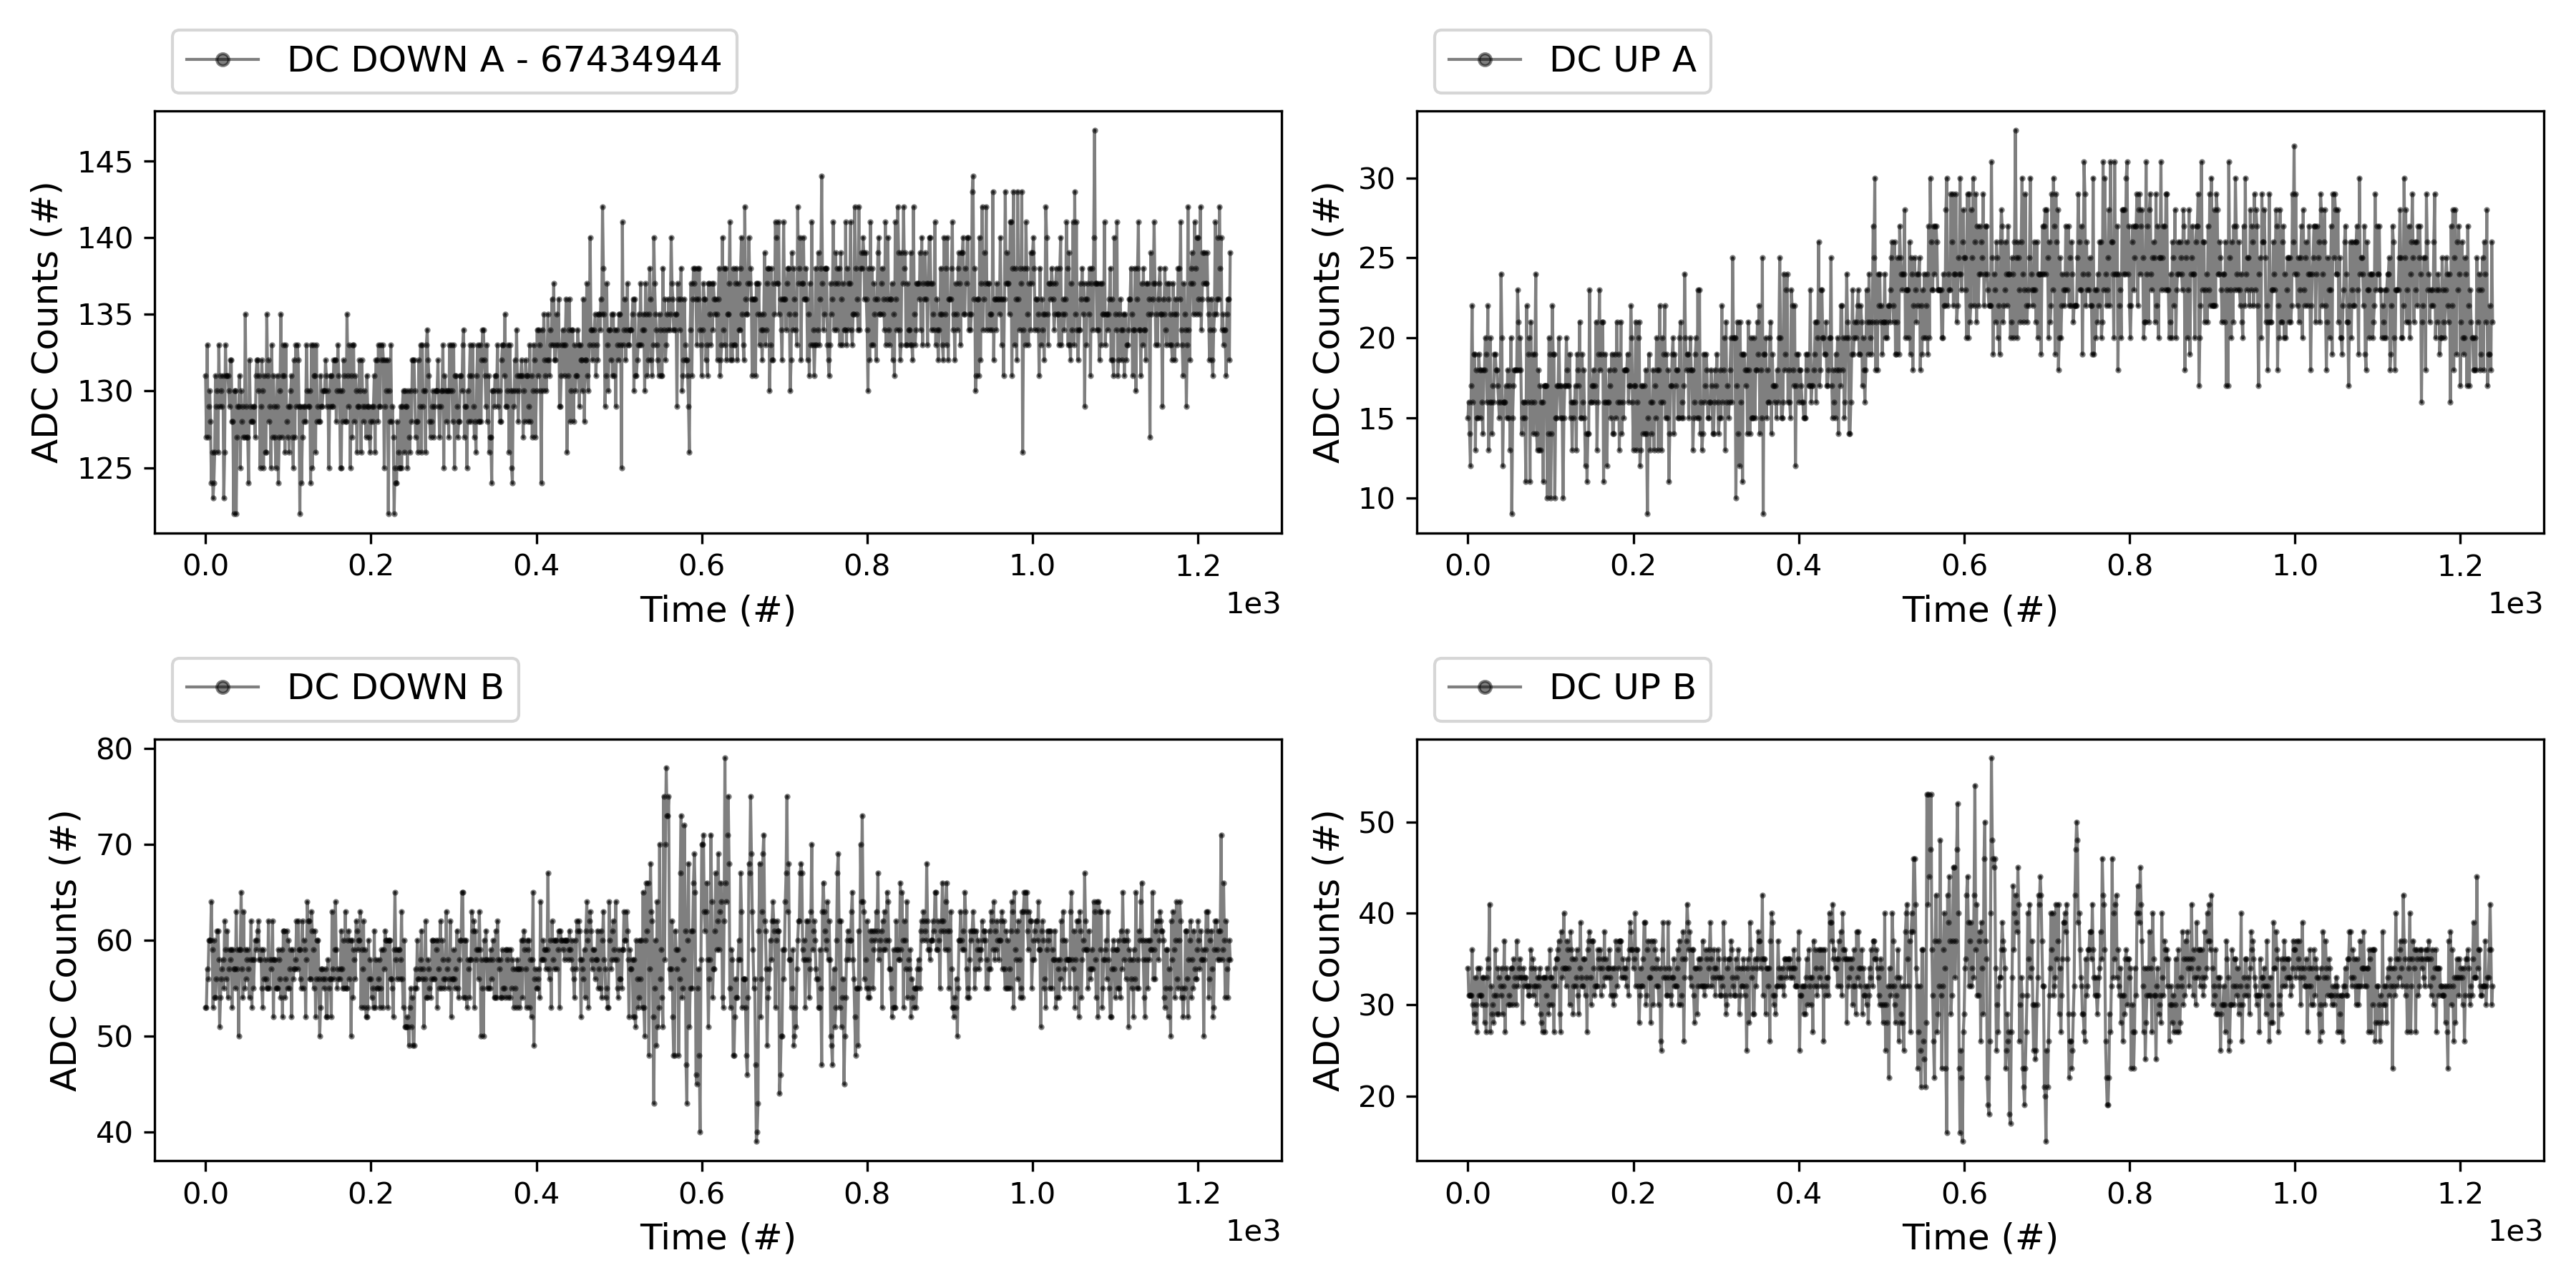 DC DOWN A - 67434944
ADC Counts (#)
145
140
135
130
125
0.0 0.2 0.4 0.6 0.8 1.0 1.2
1e3
Time (#)
DC UP A
ADC Counts (#)
30
25
20
15
10
0.0 0.2 0.4 0.6 0.8 1.0 1.2
1e3
Time (#)
DC DOWN B
ADC Counts (#)
80
70
60
50
40
0.0 0.2 0.4 0.6 0.8 1.0 1.2
1e3
Time (#)
DC UP B
ADC Counts (#)
50
40
30
20
0.0 0.2 0.4 0.6 0.8 1.0 1.2
1e3
Time (#)